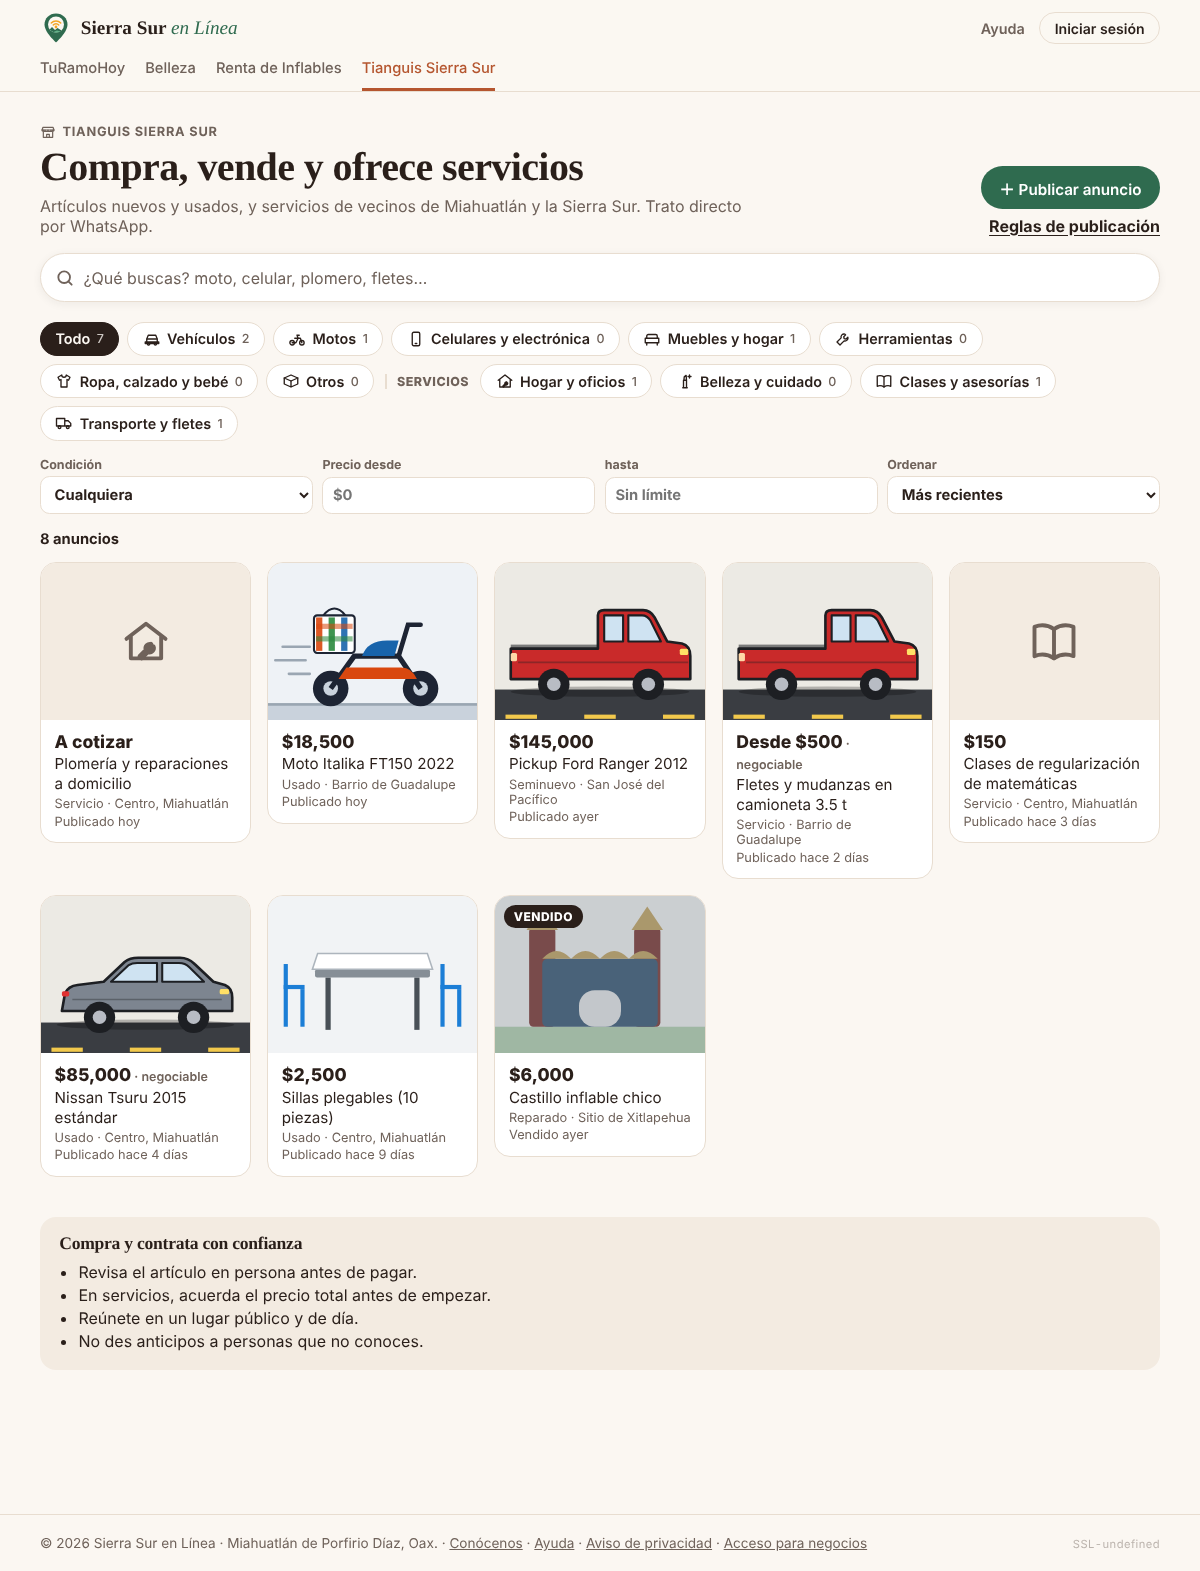 Sierra Sur en Línea
Ayuda
Iniciar sesión
TuRamoHoy
Belleza
Renta de Inflables
Tianguis Sierra Sur
TIANGUIS SIERRA SUR
Compra, vende y ofrece servicios
Artículos nuevos y usados, y servicios de vecinos de Miahuatlán y la Sierra Sur. Trato directo
por WhatsApp.
+ Publicar anuncio
Reglas de publicación
¿Qué buscas? moto, celular, plomero, fletes...
Todo 7
Vehículos 2
Motos 1
Celulares y electrónica 0
Muebles y hogar 1
Herramientas 0
Ropa, calzado y bebé 0
Otros 0
SERVICIOS
Hogar y oficios 1
Belleza y cuidado 0
Clases y asesorías 1
Transporte y fletes 1
Condición
Precio desde
hasta
Ordenar
Cualquiera
$0
Sin límite
Más recientes
8 anuncios
A cotizar
Plomería y reparaciones
a domicilio
Servicio · Centro, Miahuatlán
Publicado hoy
$18,500
Moto Italika FT150 2022
Usado · Barrio de Guadalupe
Publicado hoy
$145,000
Pickup Ford Ranger 2012
Seminuevo · San José del
Pacífico
Publicado ayer
Desde $500 ·
negociable
Fletes y mudanzas en
camioneta 3.5 t
Servicio · Barrio de
Guadalupe
Publicado hace 2 días
$150
Clases de regularización
de matemáticas
Servicio · Centro, Miahuatlán
Publicado hace 3 días
$85,000 · negociable
Nissan Tsuru 2015
estándar
Usado · Centro, Miahuatlán
Publicado hace 4 días
$2,500
Sillas plegables (10
piezas)
Usado · Centro, Miahuatlán
Publicado hace 9 días
VENDIDO
$6,000
Castillo inflable chico
Reparado · Sitio de Xitlapehua
Vendido ayer
Compra y contrata con confianza
• Revisa el artículo en persona antes de pagar.
• En servicios, acuerda el precio total antes de empezar.
• Reúnete en un lugar público y de día.
• No des anticipos a personas que no conoces.
© 2026 Sierra Sur en Línea · Miahuatlán de Porfirio Díaz, Oax. · Conócenos · Ayuda · Aviso de privacidad · Acceso para negocios
SSL-undefined